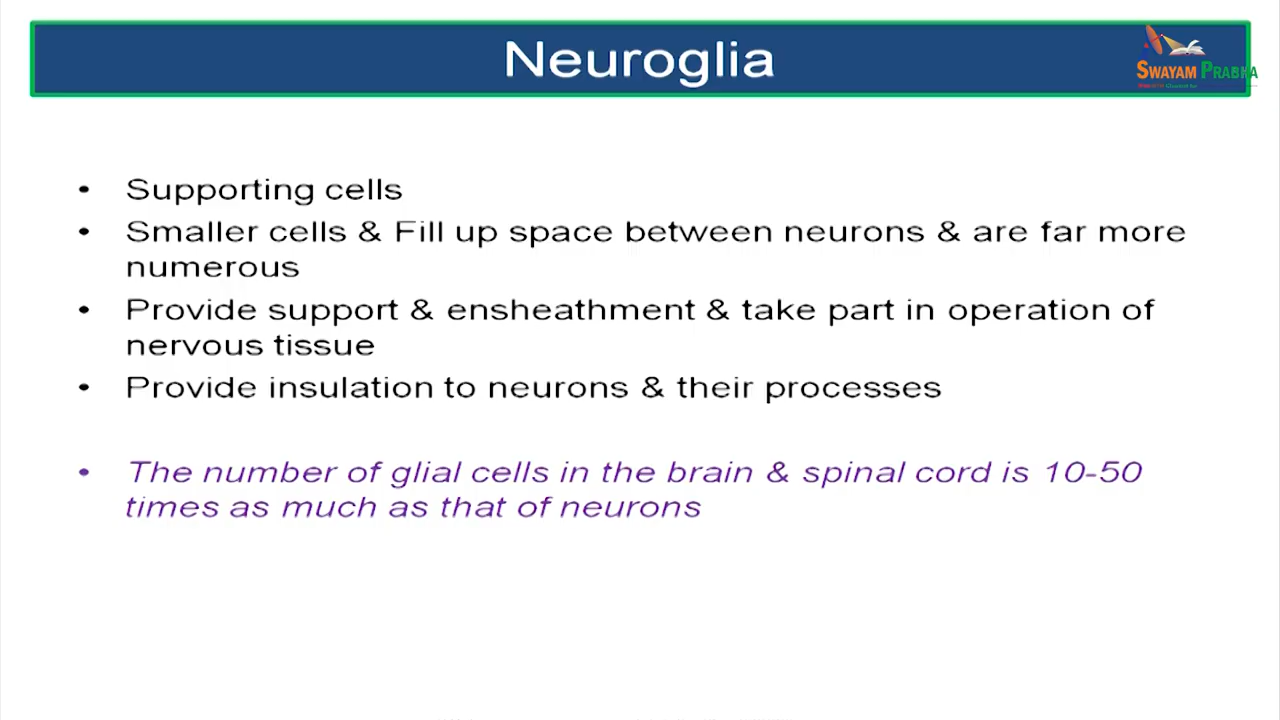 Neuroglia
SWAYAM PRABHA
• Supporting cells
• Smaller cells & Fill up space between neurons & are far more
numerous
• Provide support & ensheathment & take part in operation of
nervous tissue
• Provide insulation to neurons & their processes
• The number of glial cells in the brain & spinal cord is 10-50
times as much as that of neurons